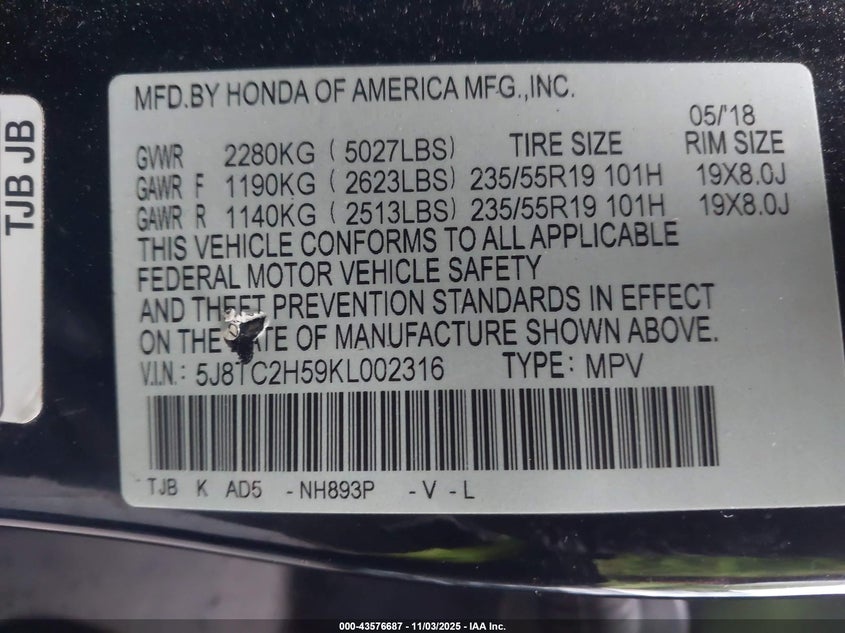 TJB JB
MFD.BY HONDA OF AMERICA MFG.,INC.
05/'18
GVWR 2280KG (5027LBS) TIRE SIZE RIM SIZE
GAWR F 1190KG (2623LBS) 235/55R19 101H 19X8.0J
GAWR R 1140KG (2513LBS) 235/55R19 101H 19X8.0J
THIS VEHICLE CONFORMS TO ALL APPLICABLE
FEDERAL MOTOR VEHICLE SAFETY
AND THEFT PREVENTION STANDARDS IN EFFECT
ON THE OF MANUFACTURE SHOWN ABOVE.
V.I.N.: 5J8TC2H59KL002316 TYPE: MPV
TJB K AD5 -NH893P -V -L
000-43576687 - 11/03/2025 - IAA Inc.